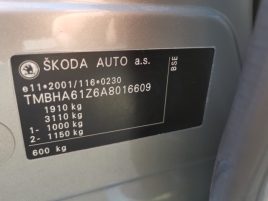 ŠKODA AUTO a.s.
e11*2001/116*0230
TMBHA61Z6A8016609
1910 kg
3110 kg
1- 1000 kg
2- 1150 kg
600 kg
BSE